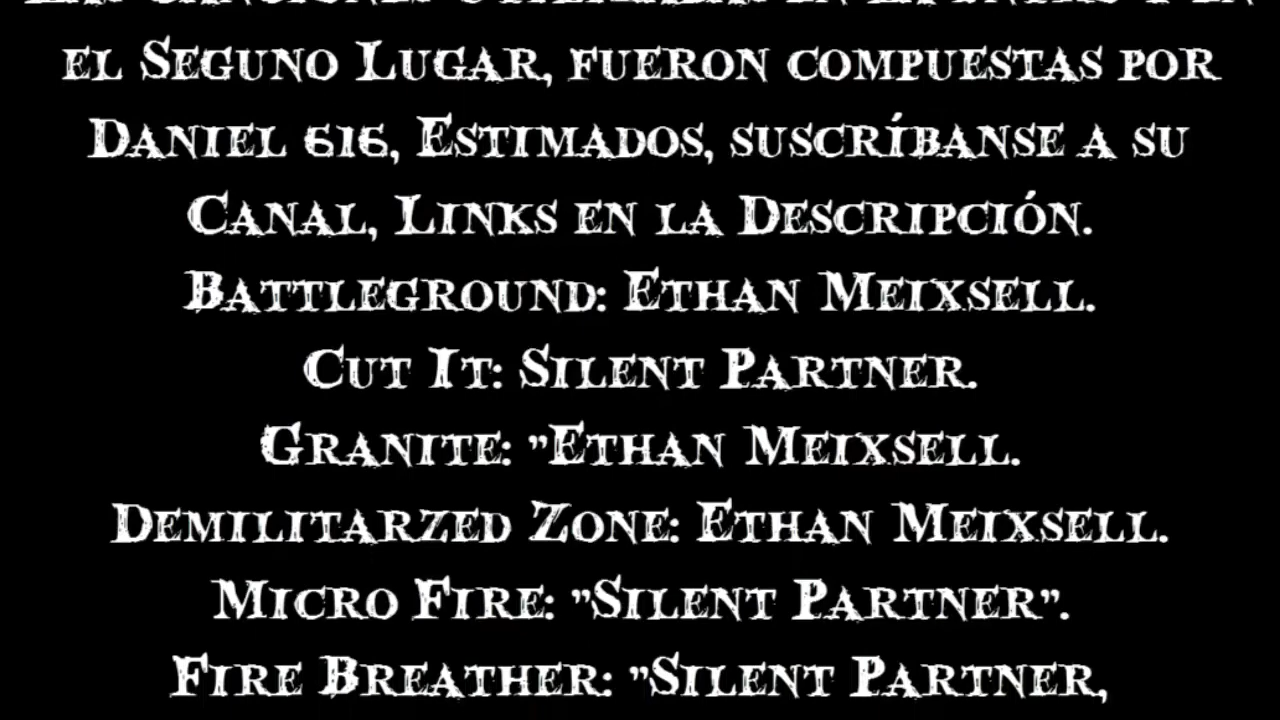 el Seguno Lugar, fueron compuestas por
Daniel 616, Estimados, suscríbanse a su
Canal, Links en la Descripción.
Battleground: Ethan Meixsell.
Cut It: Silent Partner.
Granite: "Ethan Meixsell.
Demilitarzed Zone: Ethan Meixsell.
Micro Fire: "Silent Partner".
Fire Breather: "Silent Partner,